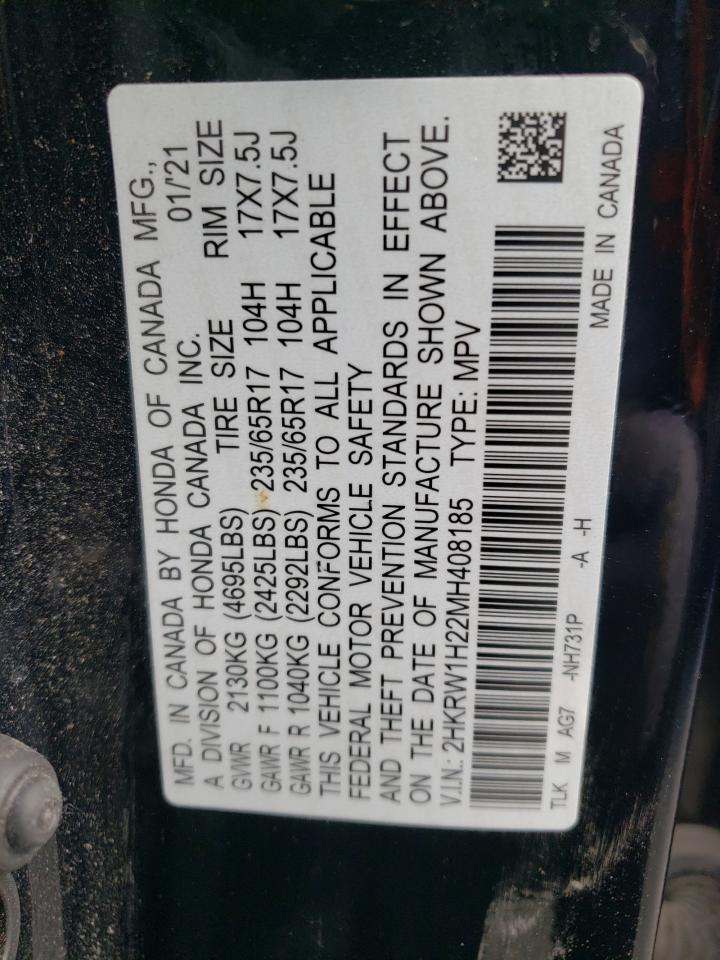 MFD. IN CANADA BY HONDA OF CANADA MFG.,
A DIVISION OF HONDA CANADA INC. 01/'21
GVWR 2130KG (4695LBS) TIRE SIZE RIM SIZE
GAWR F 1100KG (2425LBS) 235/65R17 104H 17X7.5J
GAWR R 1040KG (2292LBS) 235/65R17 104H 17X7.5J
THIS VEHICLE CONFORMS TO ALL APPLICABLE
FEDERAL MOTOR VEHICLE SAFETY
AND THEFT PREVENTION STANDARDS IN EFFECT
ON THE DATE OF MANUFACTURE SHOWN ABOVE.
V.I.N.: 2HKRW1H22MH408185 TYPE: MPV
TLK M AG7 -NH731P -A -H MADE IN CANADA